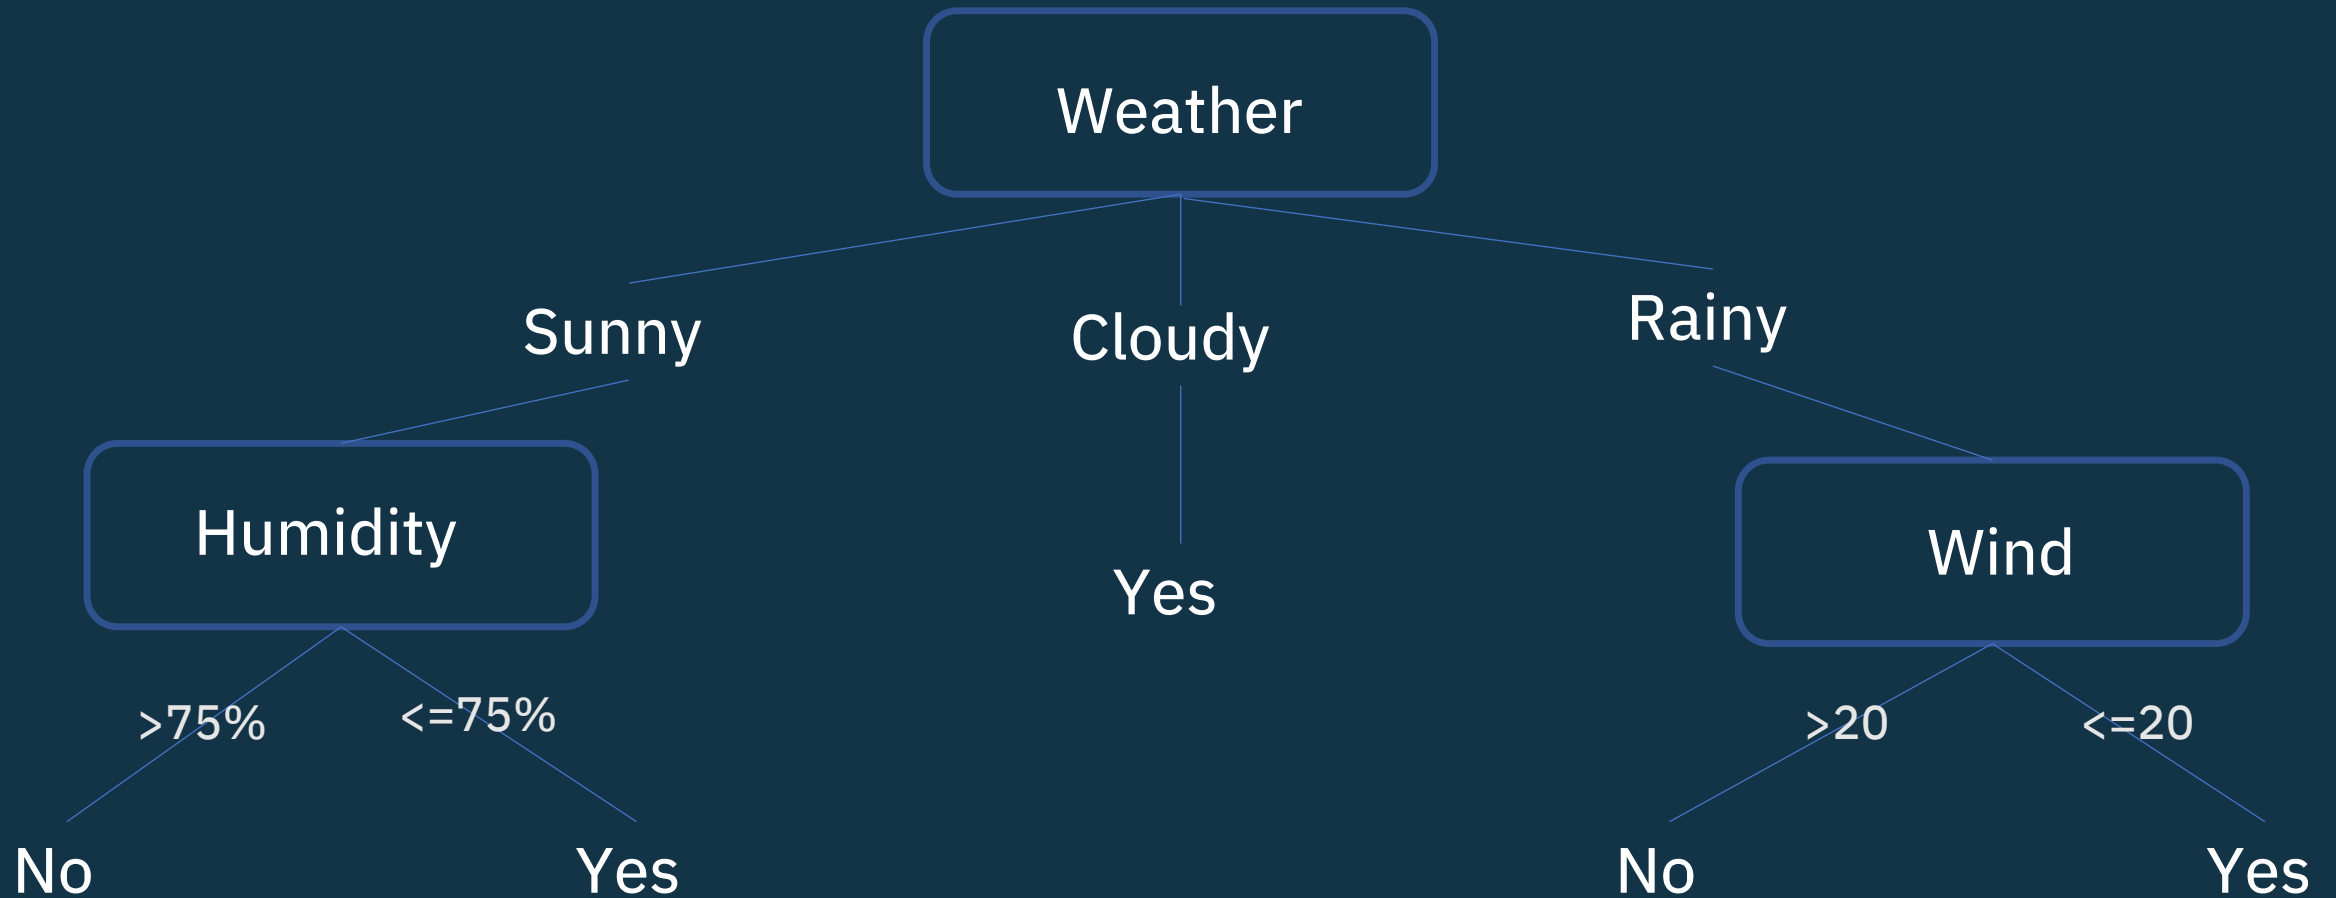 Weather
Sunny
Cloudy
Rainy
Humidity
Wind
Yes
>75%
<=75%
>20
<=20
No
Yes
No
Yes